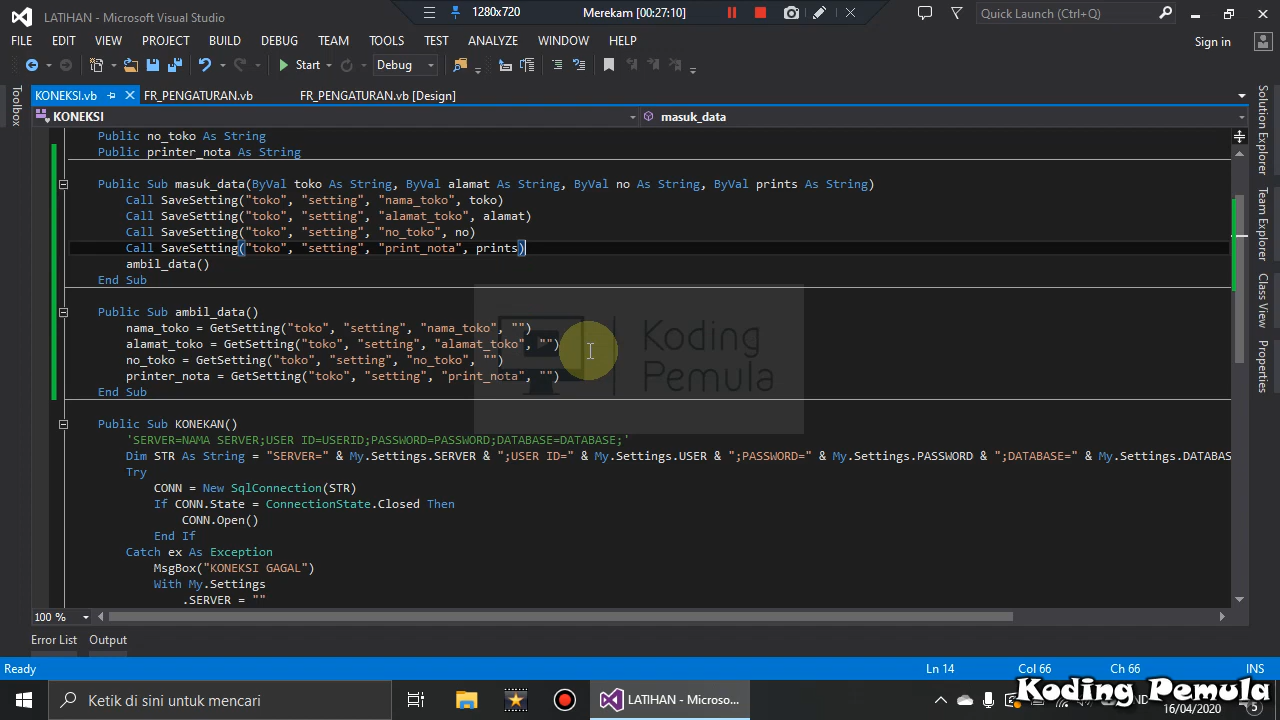 LATIHAN - Microsoft Visual Studio
1280x720
Merekam (00:27:10)
Quick Launch (Ctrl+Q)
FILE EDIT VIEW PROJECT BUILD DEBUG TEAM TOOLS TEST ANALYZE WINDOW HELP
Sign in
Start
Debug
KONEKSI.vb FR_PENGATURAN.vb FR_PENGATURAN.vb [Design]
KONEKSI
masuk_data
Toolbox
Public no_toko As String
Public printer_nota As String
Public Sub masuk_data(ByVal toko As String, ByVal alamat As String, ByVal no As String, ByVal prints As String)
Call SaveSetting("toko", "setting", "nama_toko", toko)
Call SaveSetting("toko", "setting", "alamat_toko", alamat)
Call SaveSetting("toko", "setting", "no_toko", no)
Call SaveSetting("toko", "setting", "print_nota", prints)
ambil_data()
End Sub
Public Sub ambil_data()
nama_toko = GetSetting("toko", "setting", "nama_toko", "")
alamat_toko = GetSetting("toko", "setting", "alamat_toko", "")
no_toko = GetSetting("toko", "setting", "no_toko", "")
printer_nota = GetSetting("toko", "setting", "print_nota", "")
End Sub
Koding
Pemula
Public Sub KONEKAN()
'SERVER=NAMA SERVER;USER ID=USERID;PASSWORD=PASSWORD;DATABASE=DATABASE;'
Dim STR As String = "SERVER=" & My.Settings.SERVER & ";USER ID=" & My.Settings.USER & ";PASSWORD=" & My.Settings.PASSWORD & ";DATABASE=" & My.Settings.DATABAS
Try
CONN = New SqlConnection(STR)
If CONN.State = ConnectionState.Closed Then
CONN.Open()
End If
Catch ex As Exception
MsgBox("KONEKSI GAGAL")
With My.Settings
.SERVER = ""
Solution Explorer
Team Explorer
Class View
Properties
100 %
Error List Output
Ready
Ln 14 Col 66 Ch 66 INS
Ketik di sini untuk mencari
LATIHAN - Microso...
16/04/2020
5
Koding Pemula